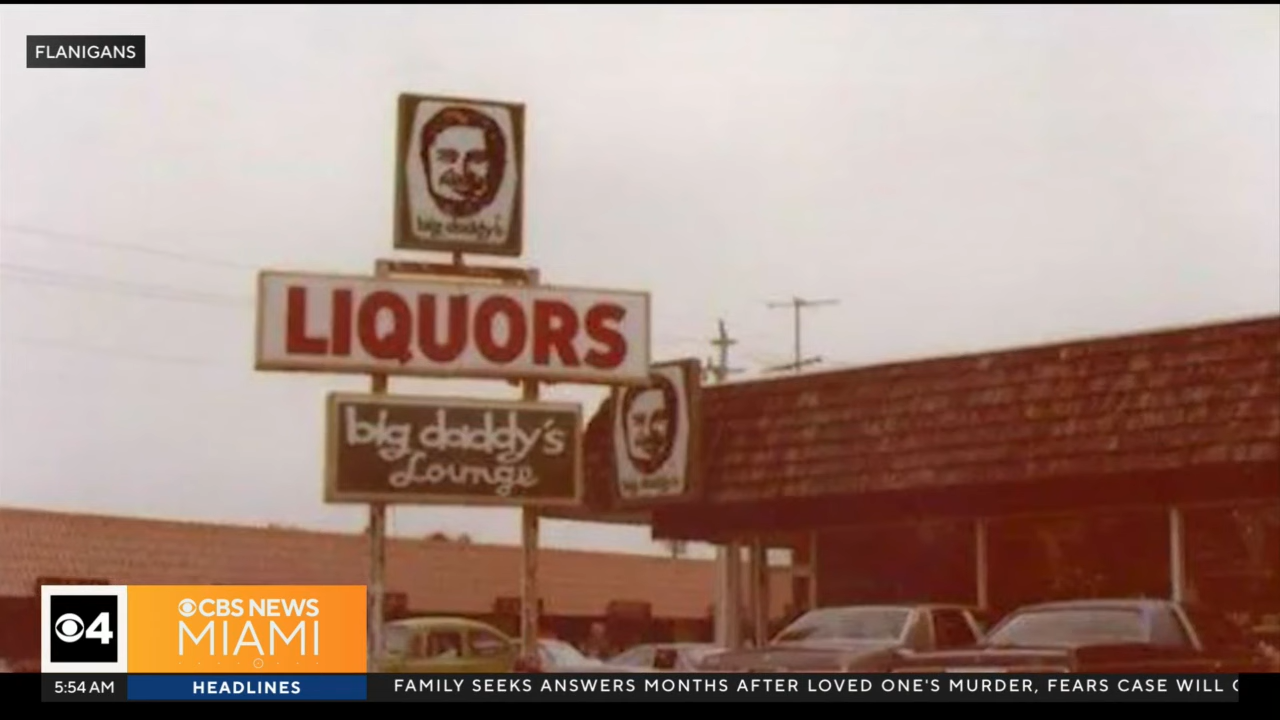 FLANIGANS
big daddy's
LIQUORS
big daddy's
Lounge
big daddy's
4
CBS NEWS
MIAMI
5:54 AM
HEADLINES
FAMILY SEEKS ANSWERS MONTHS AFTER LOVED ONE'S MURDER, FEARS CASE WILL